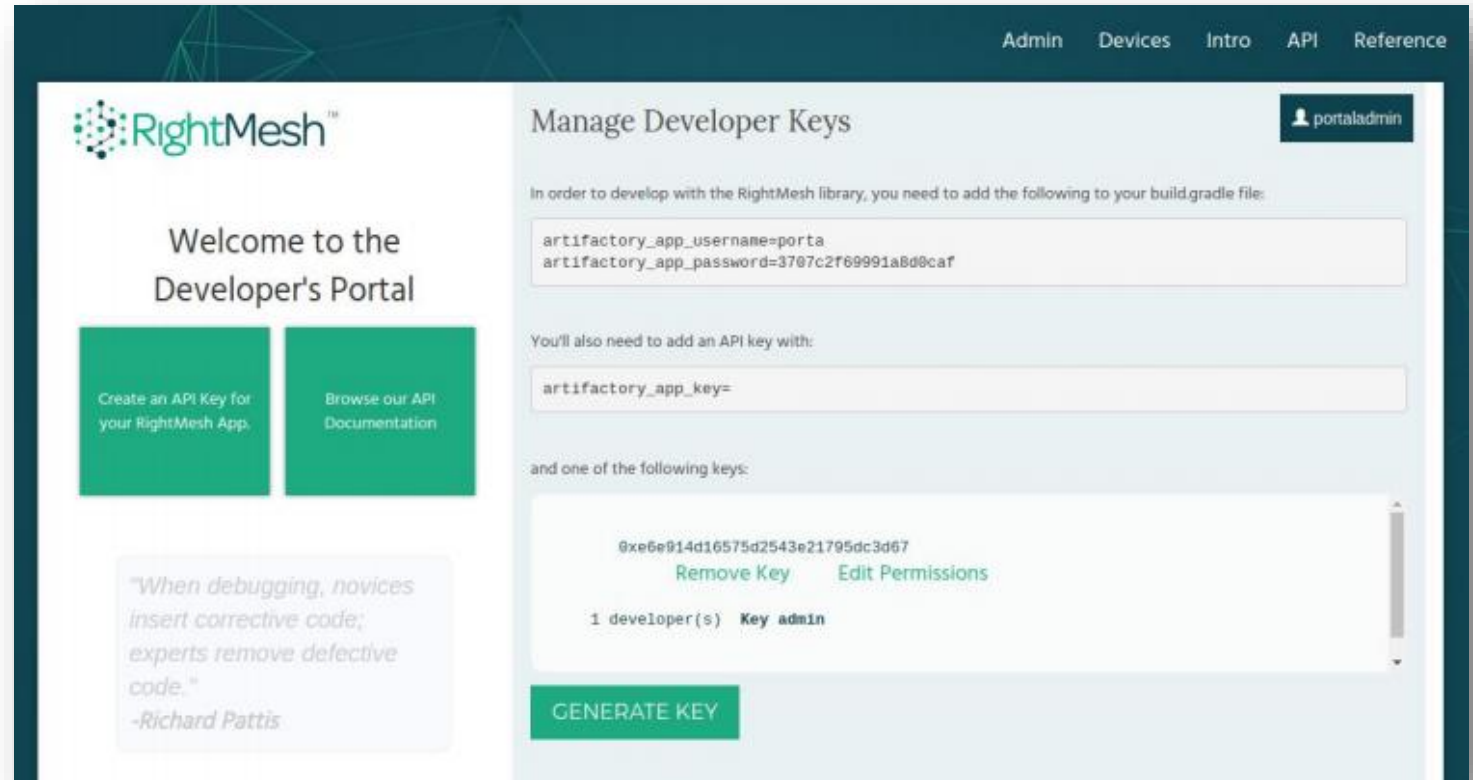 Admin Devices Intro API Reference
RightMesh™
Welcome to the
Developer's Portal
Create an API Key for
your RightMesh App.
Browse our API
Documentation
"When debugging, novices
insert corrective code;
experts remove defective
code."
-Richard Pattis
Manage Developer Keys
portaladmin
In order to develop with the RightMesh library, you need to add the following to your build.gradle file:
artifactory_app_username=porta
artifactory_app_password=3707c2f69991a8d0caf
You'll also need to add an API key with:
artifactory_app_key=
and one of the following keys:
0xe6e914d16575d2543e21795dc3d67
Remove Key Edit Permissions
1 developer(s) Key admin
GENERATE KEY